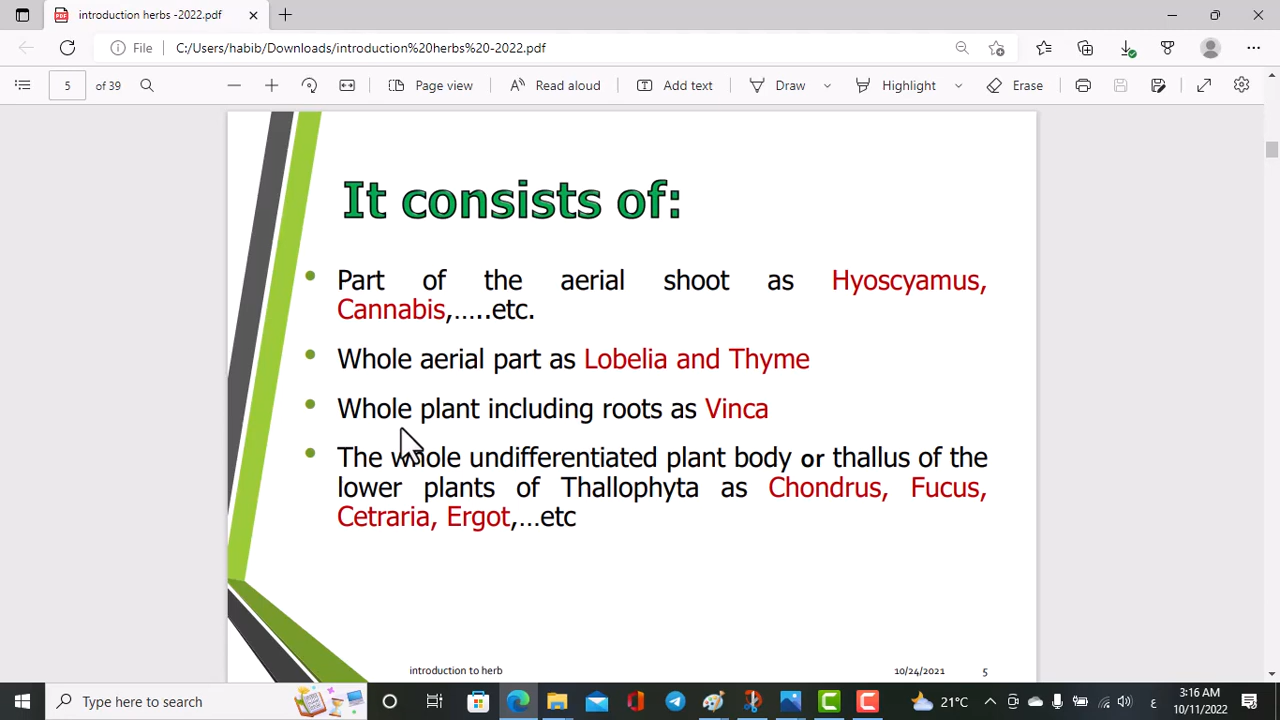 introduction herbs -2022.pdf
File
C:/Users/habib/Downloads/introduction%20herbs%20-2022.pdf
5 of 39
Page view
Read aloud
Add text
Draw
Highlight
Erase
It consists of:
Part of the aerial shoot as Hyoscyamus,
Cannabis,…..etc.
Whole aerial part as Lobelia and Thyme
Whole plant including roots as Vinca
The whole undifferentiated plant body or thallus of the
lower plants of Thallophyta as Chondrus, Fucus,
Cetraria, Ergot,…etc
introduction to herb
10/24/2021
5
Type here to search
21°C
ع
3:16 AM
10/11/2022